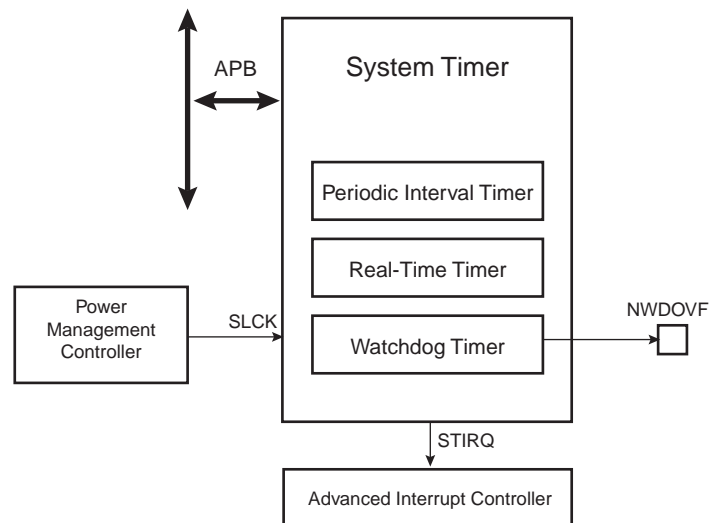 APB
System Timer
Periodic Interval Timer
Real-Time Timer
Power
Management
Controller
SLCK
Watchdog Timer
NWDOVF
STIRQ
Advanced Interrupt Controller